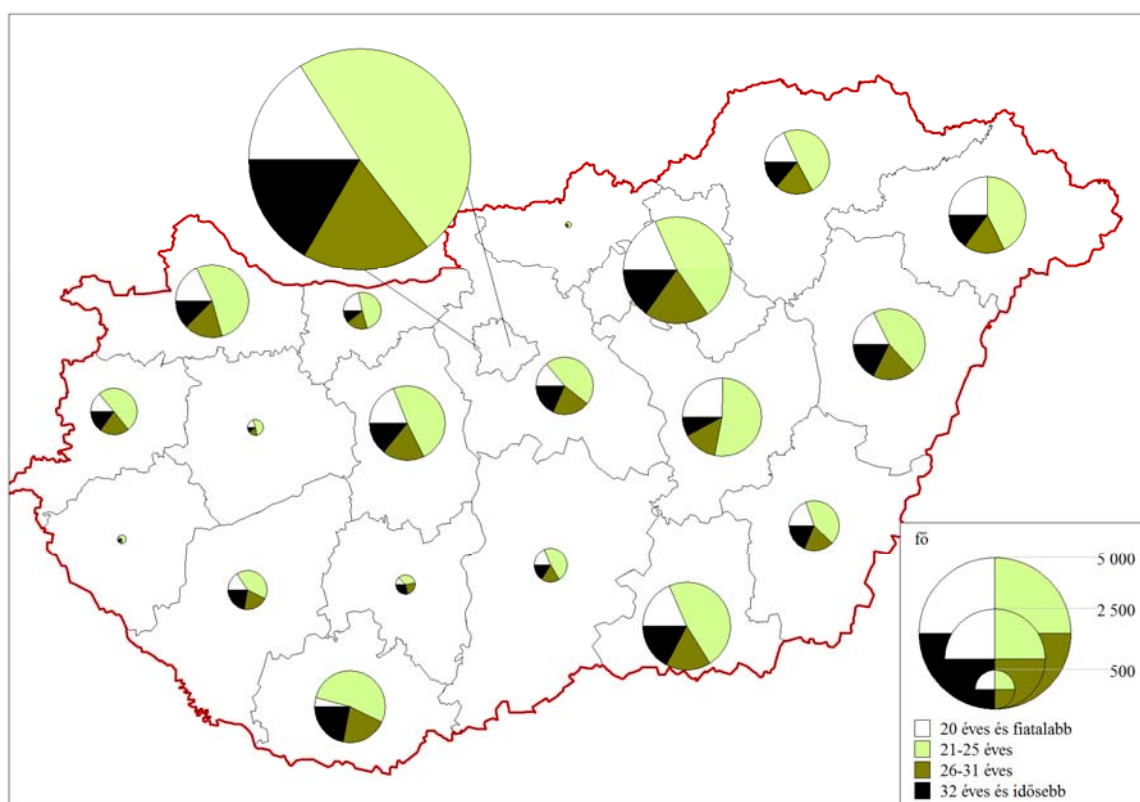 fő
5 000
2 500
500
20 éves és fiatalabb
21-25 éves
26-31 éves
32 éves és idősebb